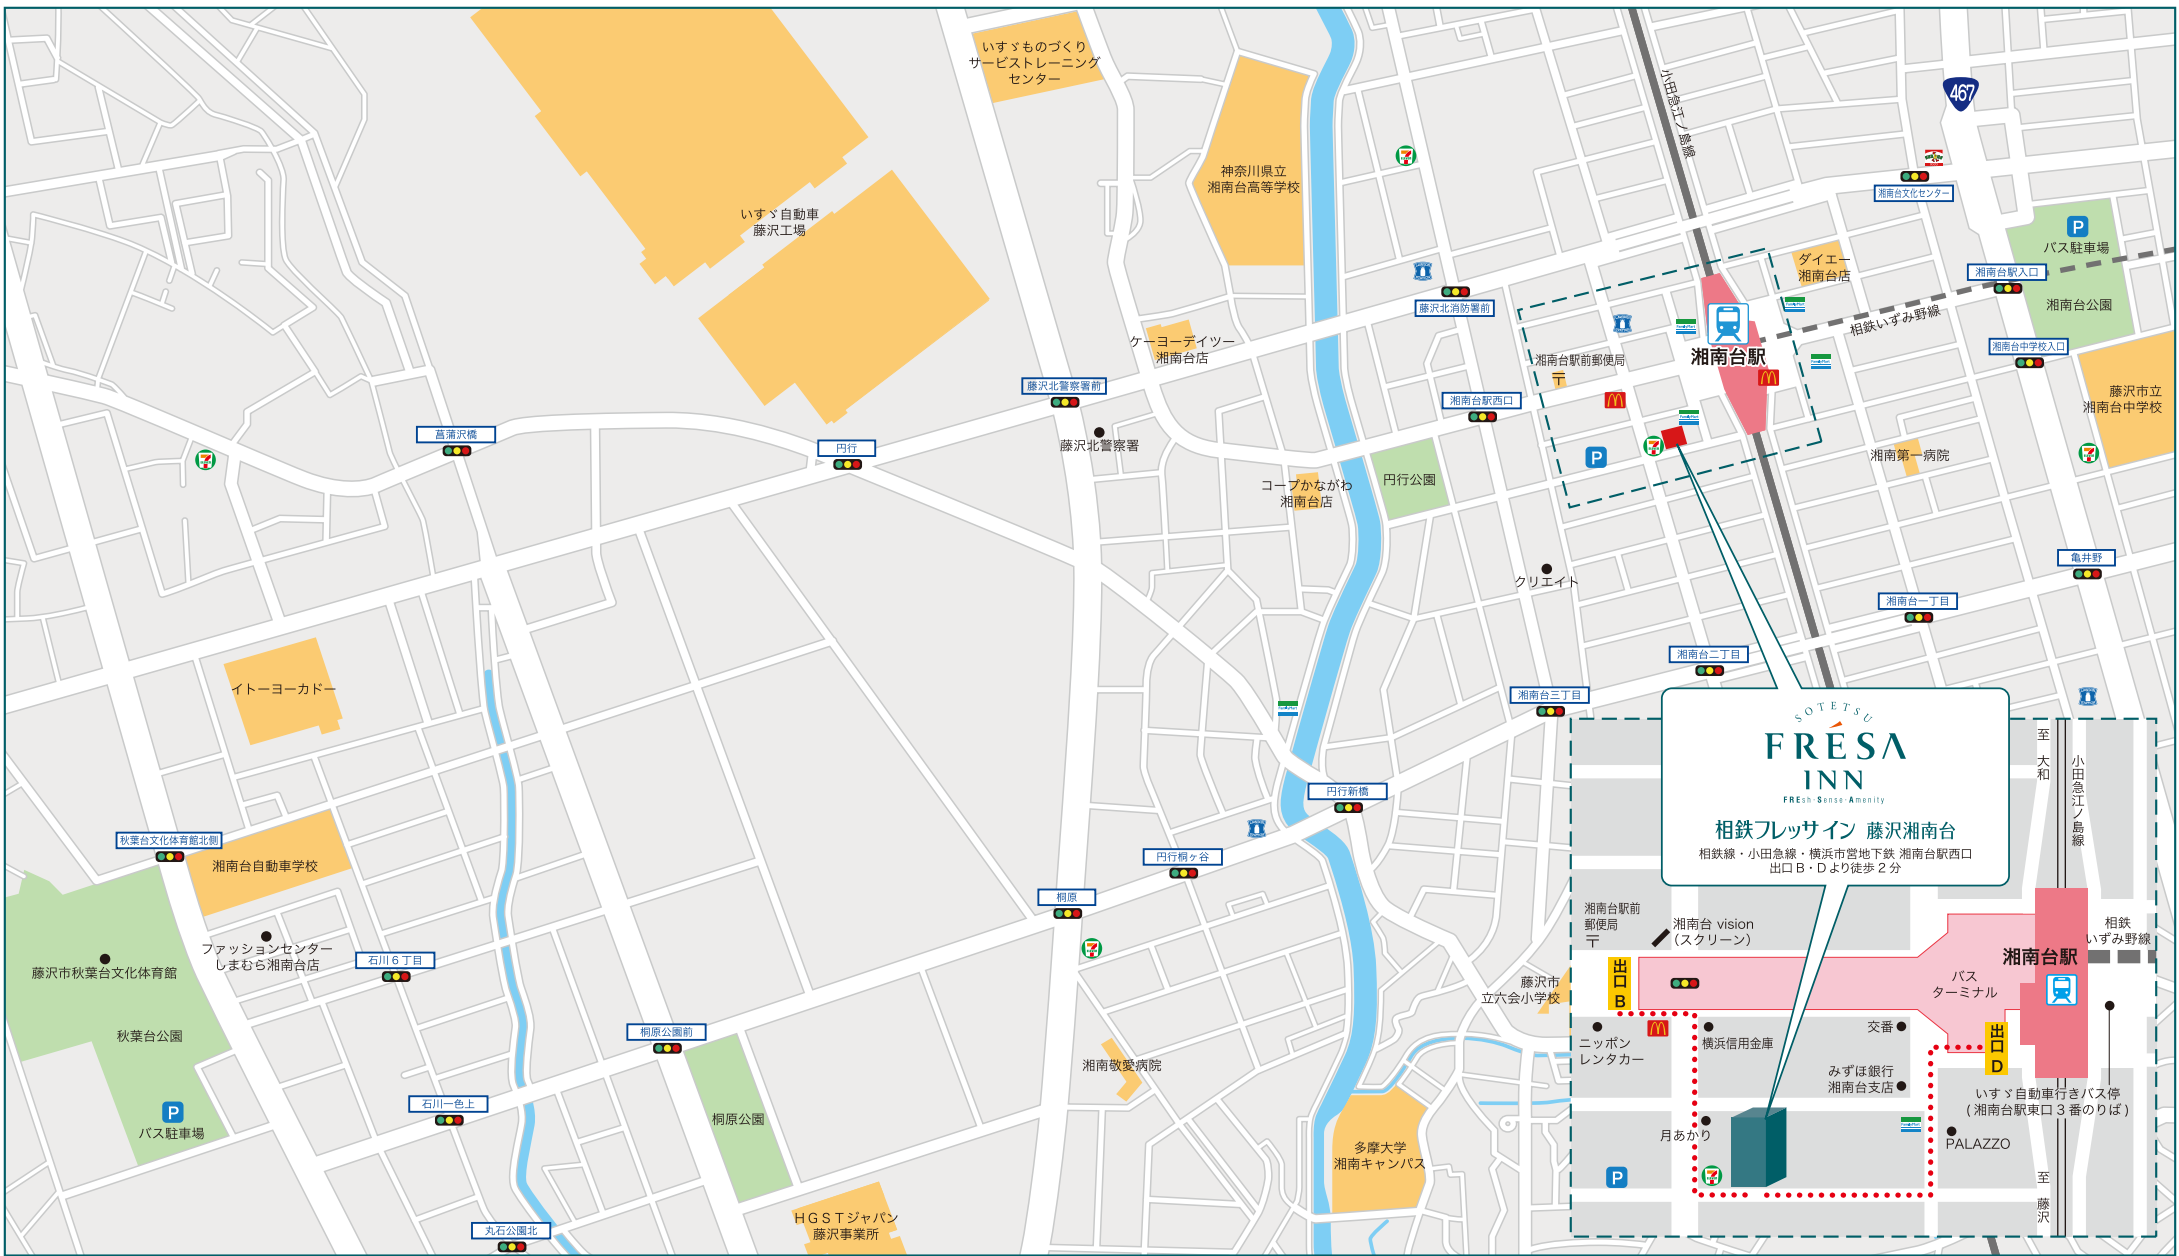 いすゞものづくり
サービストレーニング
センター
小田急江ノ島線
467
神奈川県立
湘南台高等学校
湘南台文化センター
いすゞ自動車
藤沢工場
P
バス駐車場
ダイエー
湘南台店
湘南台駅入口
藤沢北消防署前
湘南台公園
相鉄いずみ野線
ケーヨーデイツー
湘南台店
湘南台駅前郵便局
〒
湘南台駅
湘南台中学校入口
藤沢北警察署前
湘南台駅西口
藤沢市立
湘南台中学校
菖蒲沢橋
円行
藤沢北警察署
P
湘南第一病院
コープかながわ
湘南台店
円行公園
クリエイト
亀井野
湘南台一丁目
湘南台二丁目
イトーヨーカドー
湘南台三丁目
円行新橋
秋葉台文化体育館北側
湘南台自動車学校
円行桐ヶ谷
桐原
SOTETSU
FRESA
INN
FREsh・Sense・Amenity
相鉄フレッサイン 藤沢湘南台
相鉄線・小田急線・横浜市営地下鉄 湘南台駅西口
出口B・Dより徒歩2分
至 大和
小田急江ノ島線
ファッションセンター
しまむら湘南台店
藤沢市秋葉台文化体育館
石川6丁目
秋葉台公園
P
バス駐車場
桐原公園前
石川一色上
桐原公園
湘南敬愛病院
藤沢市
立六会小学校
多摩大学
湘南キャンパス
HGSTジャパン
藤沢事業所
丸石公園北
湘南台駅前
郵便局
〒
湘南台 vision
(スクリーン)
相鉄
いずみ野線
湘南台駅
出口B
バス
ターミナル
ニッポン
レンタカー
横浜信用金庫
交番
出口D
みずほ銀行
湘南台支店
いすゞ自動車行きバス停
(湘南台駅東口3番のりば)
月あかり
PALAZZO
P
至 藤沢